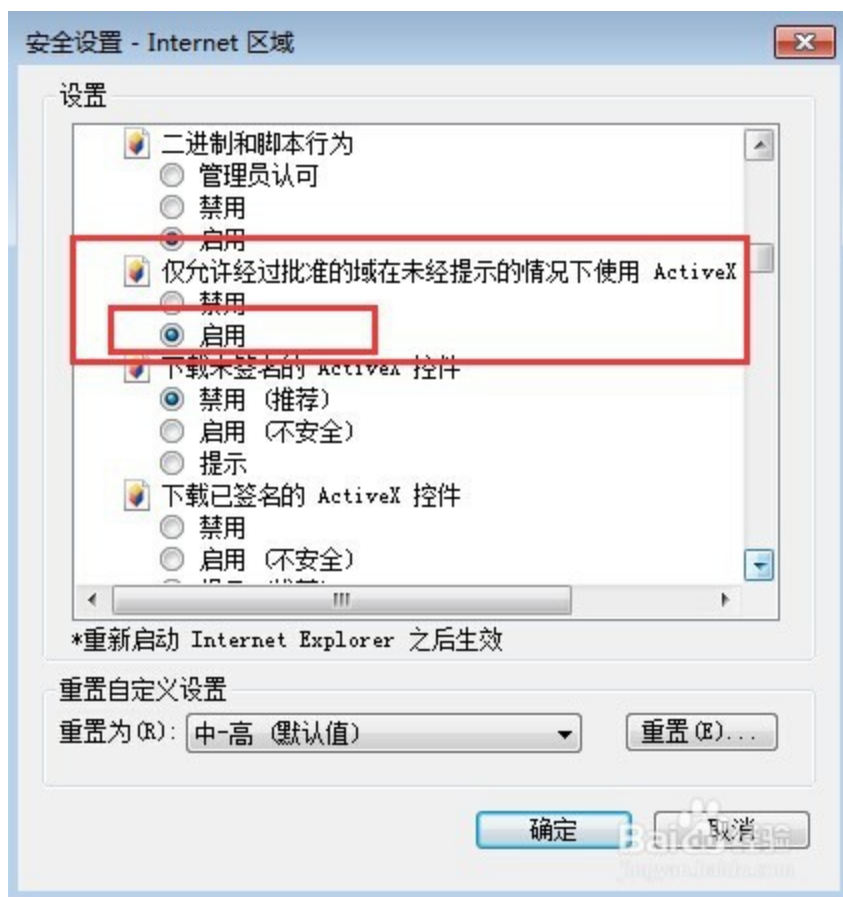 安全设置 - Internet 区域
设置
二进制和脚本行为
管理员认可
禁用
启用
仅允许经过批准的域在未经提示的情况下使用 ActiveX
禁用
启用
下载未签名的 ActiveX 控件
禁用 (推荐)
启用 (不安全)
提示
下载已签名的 ActiveX 控件
禁用
启用 (不安全)
*重新启动 Internet Explorer 之后生效
重置自定义设置
重置为(R): 中-高 (默认值) 重置(E)...
确定 取消
Baidu经验